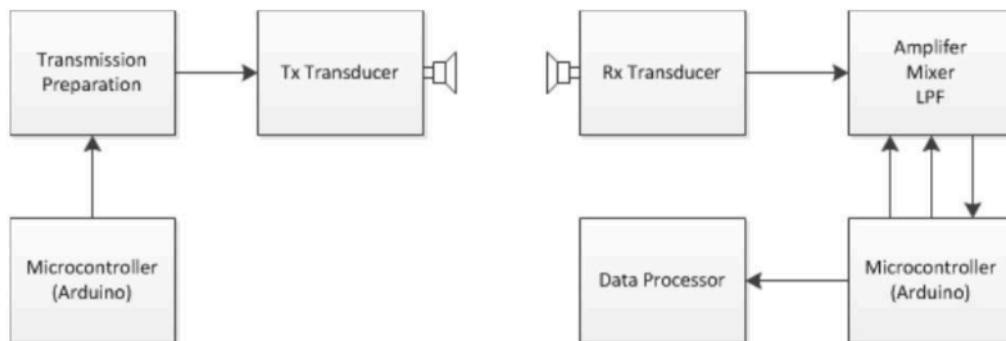 Transmission
Preparation
Tx Transducer
Rx Transducer
Amplifer
Mixer
LPF
Microcontroller
(Arduino)
Data Processor
Microcontroller
(Arduino)